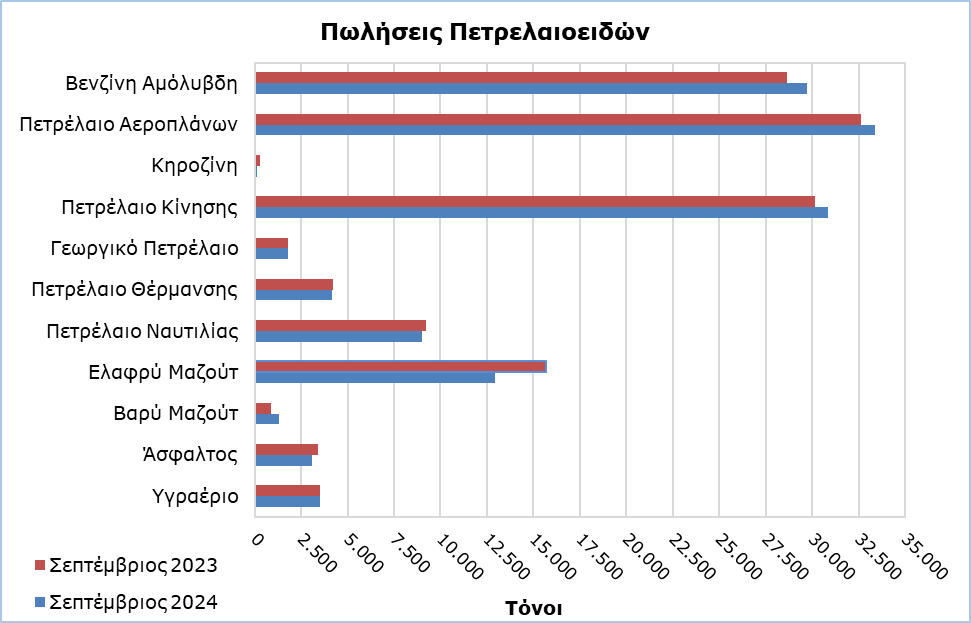 Πωλήσεις Πετρελαιοειδών
Βενζίνη Αμόλυβδη
Πετρέλαιο Αεροπλάνων
Κηροζίνη
Πετρέλαιο Κίνησης
Γεωργικό Πετρέλαιο
Πετρέλαιο Θέρμανσης
Πετρέλαιο Ναυτιλίας
Ελαφρύ Μαζούτ
Βαρύ Μαζούτ
Άσφαλτος
Υγραέριο
0
2.500
5.000
7.500
10.000
12.500
15.000
17.500
20.000
22.500
25.000
27.500
30.000
32.500
35.000
Σεπτέμβριος 2023
Σεπτέμβριος 2024
Τόνοι